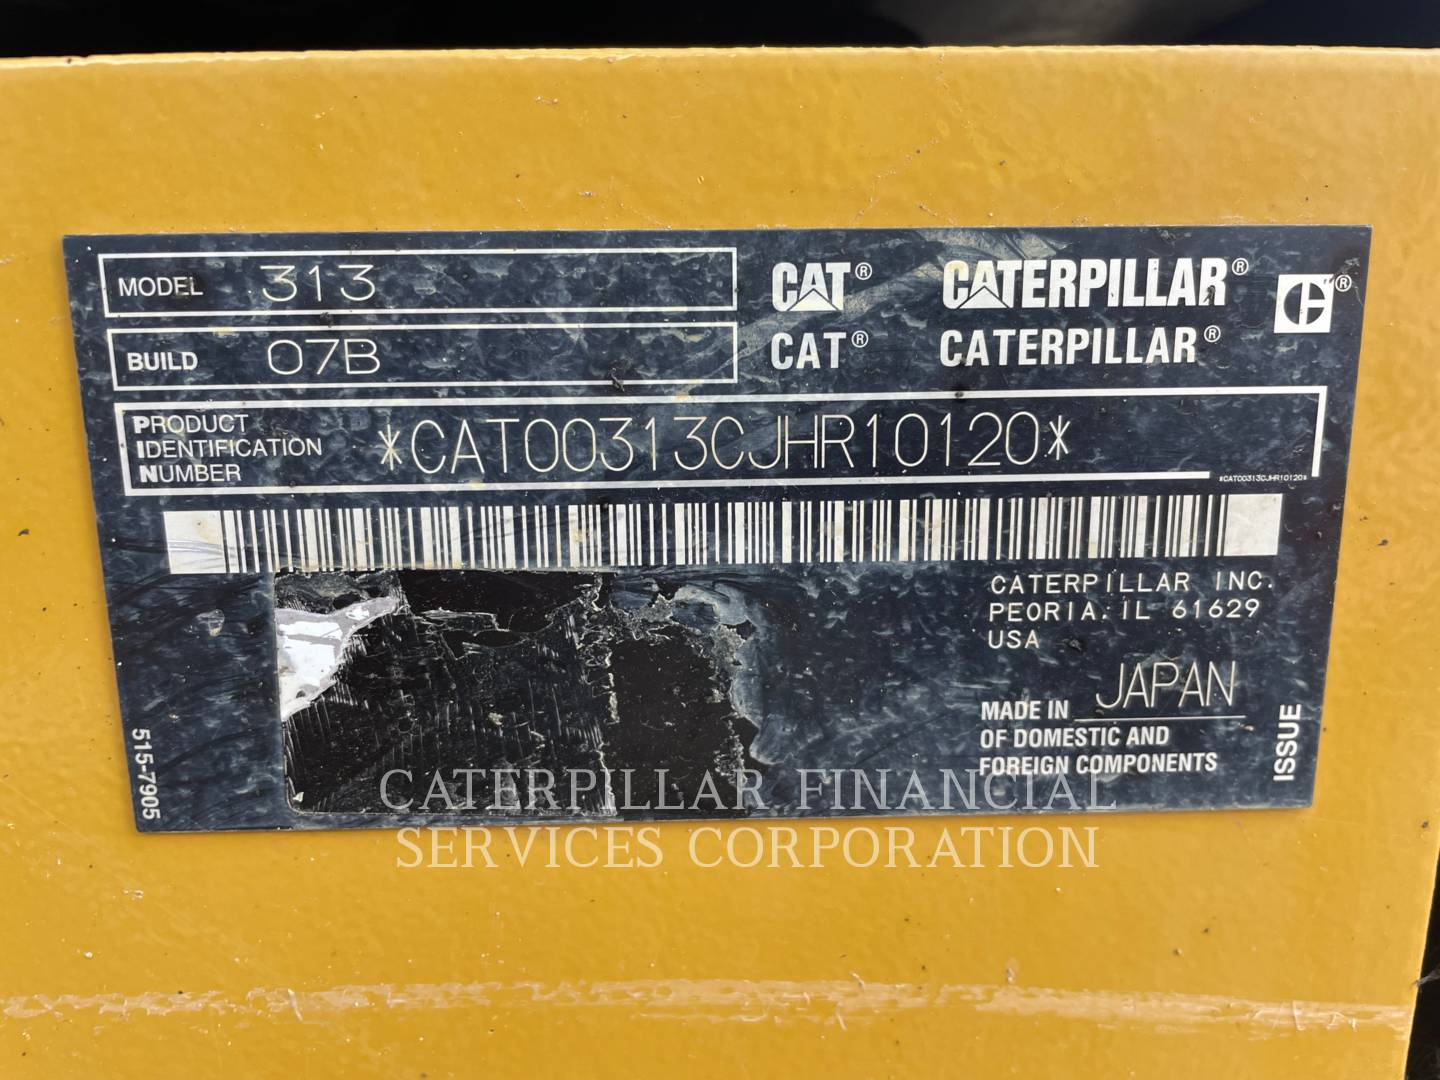 MODEL 313
BUILD 07B
CAT® CATERPILLAR® ®
CAT® CATERPILLAR®
PRODUCT
IDENTIFICATION
NUMBER
*CAT00313CJHR10120*
*CAT00313CJHR10120*
CATERPILLAR INC.
PEORIA, IL 61629
USA
MADE IN JAPAN
OF DOMESTIC AND
FOREIGN COMPONENTS
ISSUE
515-7905
CATERPILLAR FINANCIAL
SERVICES CORPORATION